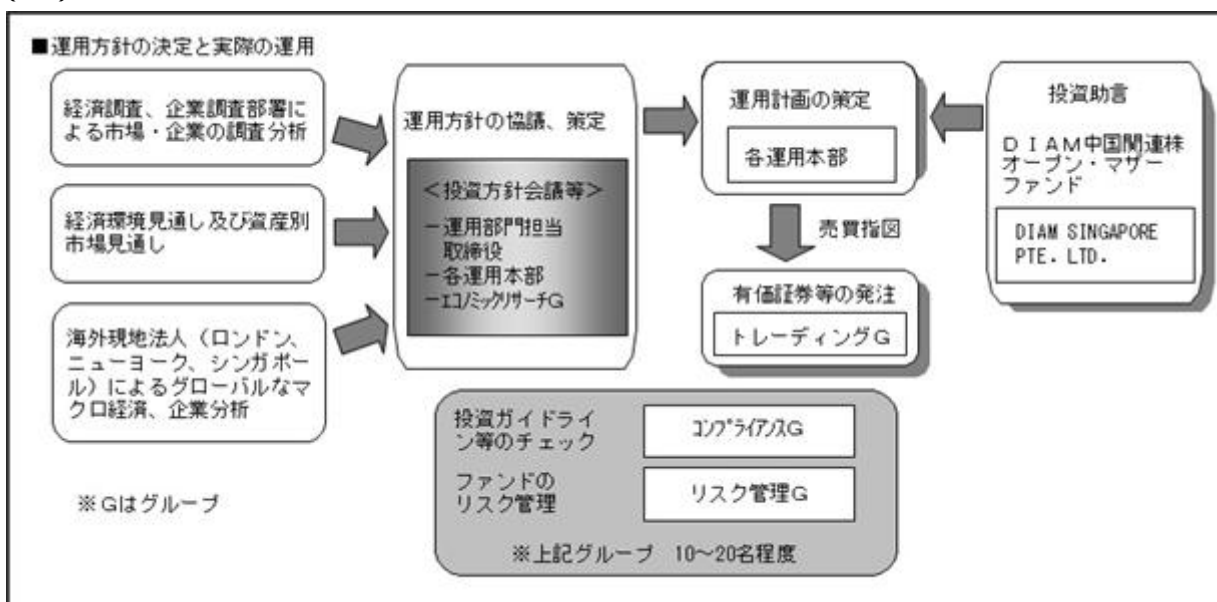 ■運用方針の決定と実際の運用
経済調査、企業調査部署に
よる市場・企業の調査分析
経済環境見通し及び資産別
市場見通し
海外現地法人（ロンドン、
ニューヨーク、シンガポー
ル）によるグローバルなマ
クロ経済、企業分析
※Gはグループ
運用方針の協議、策定
＜投資方針会議等＞
－運用部門担当
取締役
－各運用本部
－ｴｺﾉﾐｯｸﾘｻｰﾁG
運用計画の策定
各運用本部
売買指図
有価証券等の発注
トレーディングG
投資助言
ＤＩＡＭ中国関連株
オープン・マザー
ファンド
DIAM SINGAPORE
PTE. LTD.
投資ガイドライ
ン等のチェック
ｺﾝﾌﾟﾗｲｱﾝｽG
ファンドの
リスク管理
リスク管理G
※上記グループ　10～20名程度